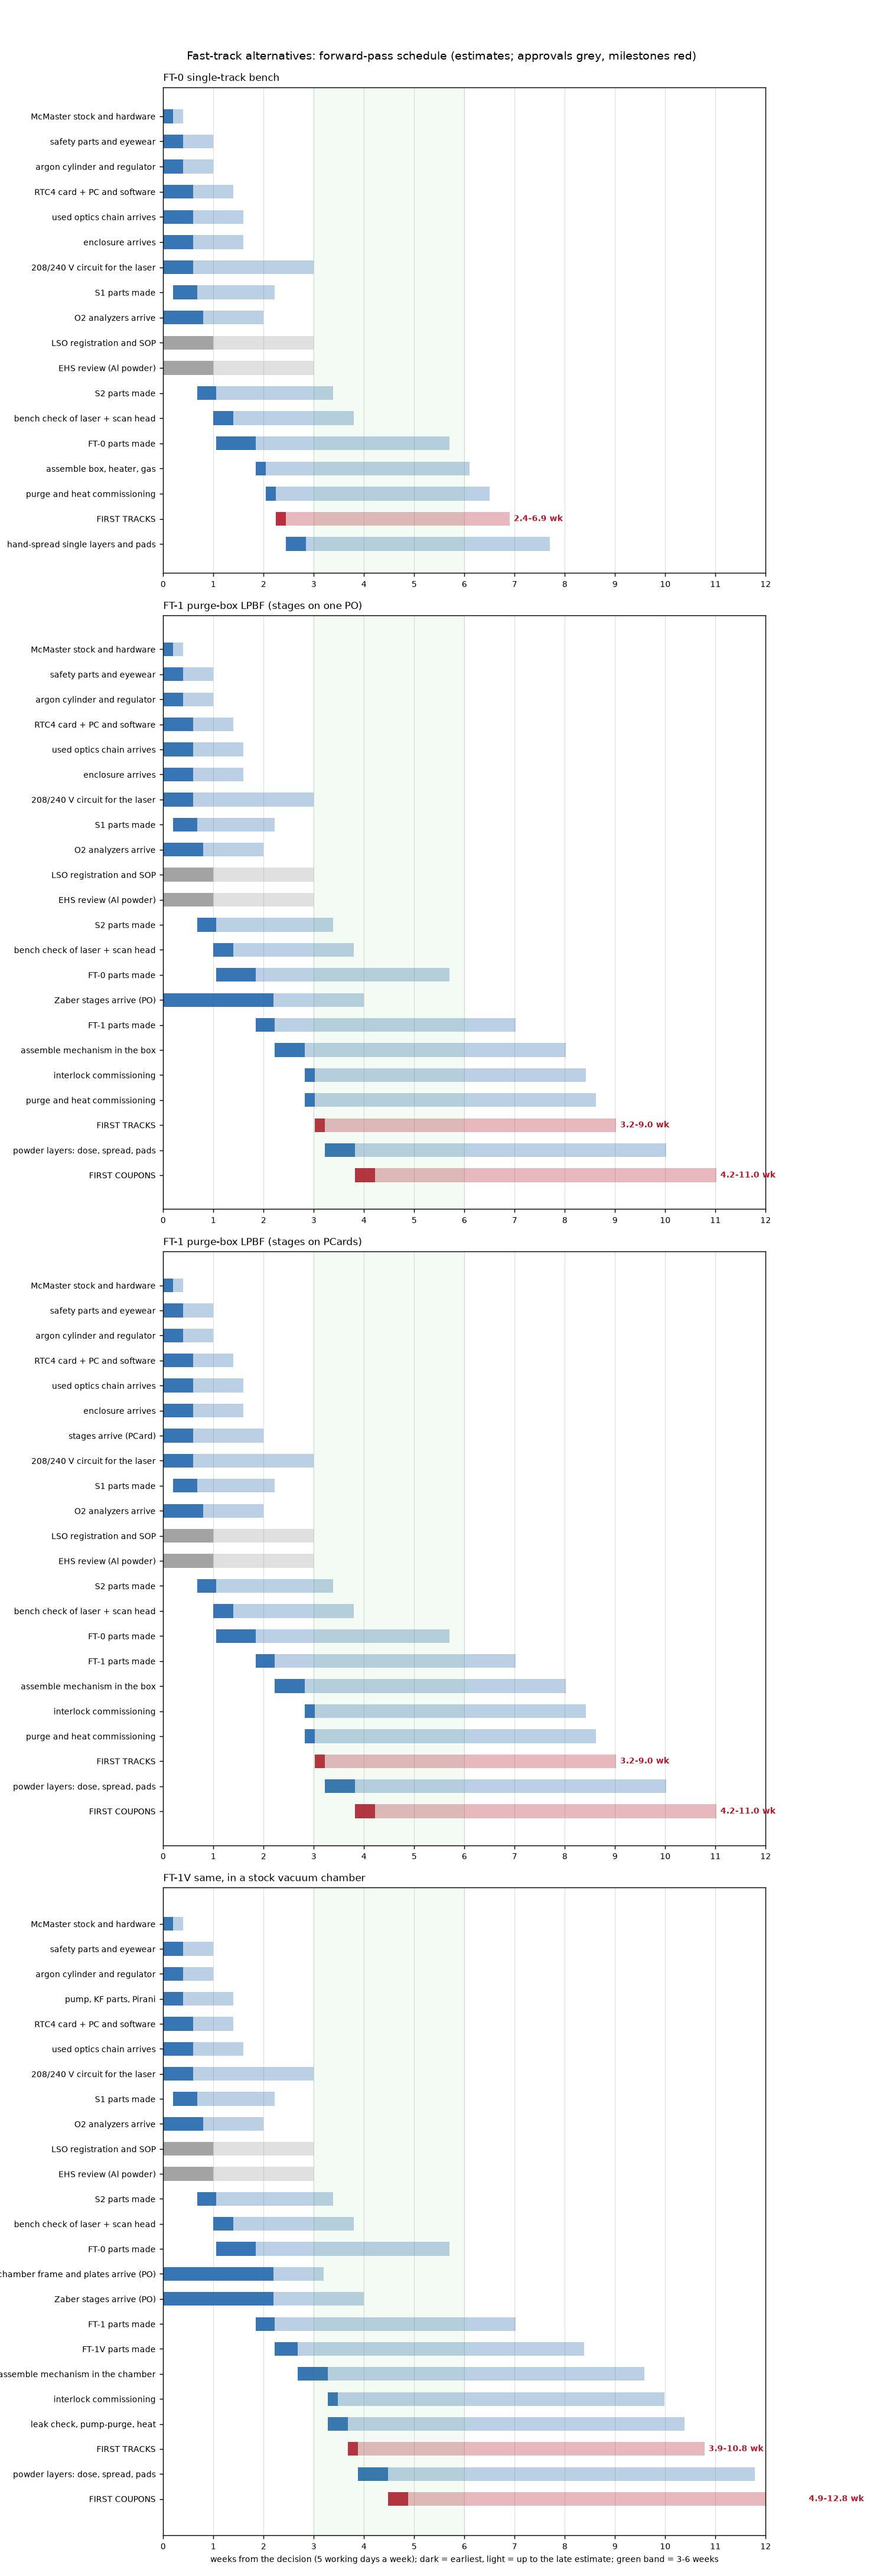 Fast-track alternatives: forward-pass schedule (estimates; approvals grey, milestones red)
FT-0 single-track bench
McMaster stock and hardware
safety parts and eyewear
argon cylinder and regulator
RTC4 card + PC and software
used optics chain arrives
enclosure arrives
208/240 V circuit for the laser
S1 parts made
O2 analyzers arrive
LSO registration and SOP
EHS review (Al powder)
S2 parts made
bench check of laser + scan head
FT-0 parts made
assemble box, heater, gas
purge and heat commissioning
FIRST TRACKS 2.4-6.9 wk
hand-spread single layers and pads
0 1 2 3 4 5 6 7 8 9 10 11 12
FT-1 purge-box LPBF (stages on one PO)
McMaster stock and hardware
safety parts and eyewear
argon cylinder and regulator
RTC4 card + PC and software
used optics chain arrives
enclosure arrives
208/240 V circuit for the laser
S1 parts made
O2 analyzers arrive
LSO registration and SOP
EHS review (Al powder)
S2 parts made
bench check of laser + scan head
FT-0 parts made
Zaber stages arrive (PO)
FT-1 parts made
assemble mechanism in the box
interlock commissioning
purge and heat commissioning
FIRST TRACKS 3.2-9.0 wk
powder layers: dose, spread, pads
FIRST COUPONS 4.2-11.0 wk
0 1 2 3 4 5 6 7 8 9 10 11 12
FT-1 purge-box LPBF (stages on PCards)
McMaster stock and hardware
safety parts and eyewear
argon cylinder and regulator
RTC4 card + PC and software
used optics chain arrives
enclosure arrives
stages arrive (PCard)
208/240 V circuit for the laser
S1 parts made
O2 analyzers arrive
LSO registration and SOP
EHS review (Al powder)
S2 parts made
bench check of laser + scan head
FT-0 parts made
FT-1 parts made
assemble mechanism in the box
interlock commissioning
purge and heat commissioning
FIRST TRACKS 3.2-9.0 wk
powder layers: dose, spread, pads
FIRST COUPONS 4.2-11.0 wk
0 1 2 3 4 5 6 7 8 9 10 11 12
FT-1V same, in a stock vacuum chamber
McMaster stock and hardware
safety parts and eyewear
argon cylinder and regulator
pump, KF parts, Pirani
RTC4 card + PC and software
used optics chain arrives
208/240 V circuit for the laser
S1 parts made
O2 analyzers arrive
LSO registration and SOP
EHS review (Al powder)
S2 parts made
bench check of laser + scan head
FT-0 parts made
chamber frame and plates arrive (PO)
Zaber stages arrive (PO)
FT-1 parts made
FT-1V parts made
assemble mechanism in the chamber
interlock commissioning
leak check, pump-purge, heat
FIRST TRACKS 3.9-10.8 wk
powder layers: dose, spread, pads
FIRST COUPONS 4.9-12.8 wk
0 1 2 3 4 5 6 7 8 9 10 11 12
weeks from the decision (5 working days a week); dark = earliest, light = up to the late estimate; green band = 3-6 weeks